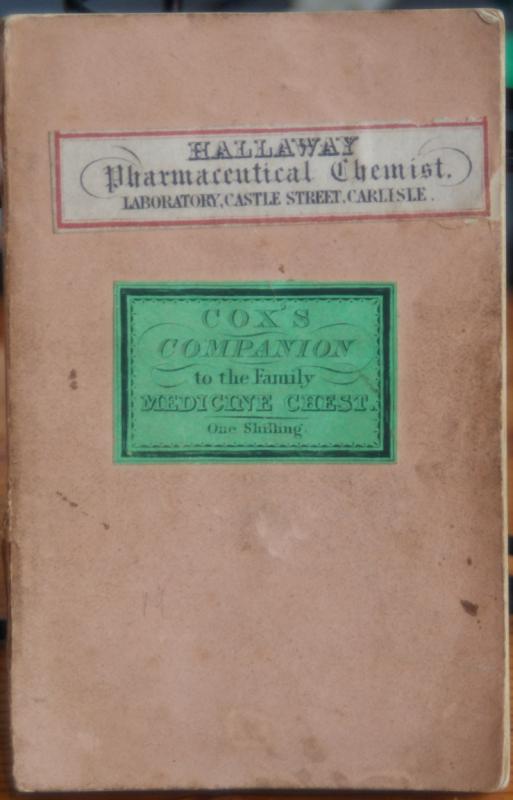 HALLAWAY
Pharmaceutical Chemist.
LABORATORY, CASTLE STREET, CARLISLE.
COX'S
COMPANION
to the Family
MEDICINE CHEST.
One Shilling